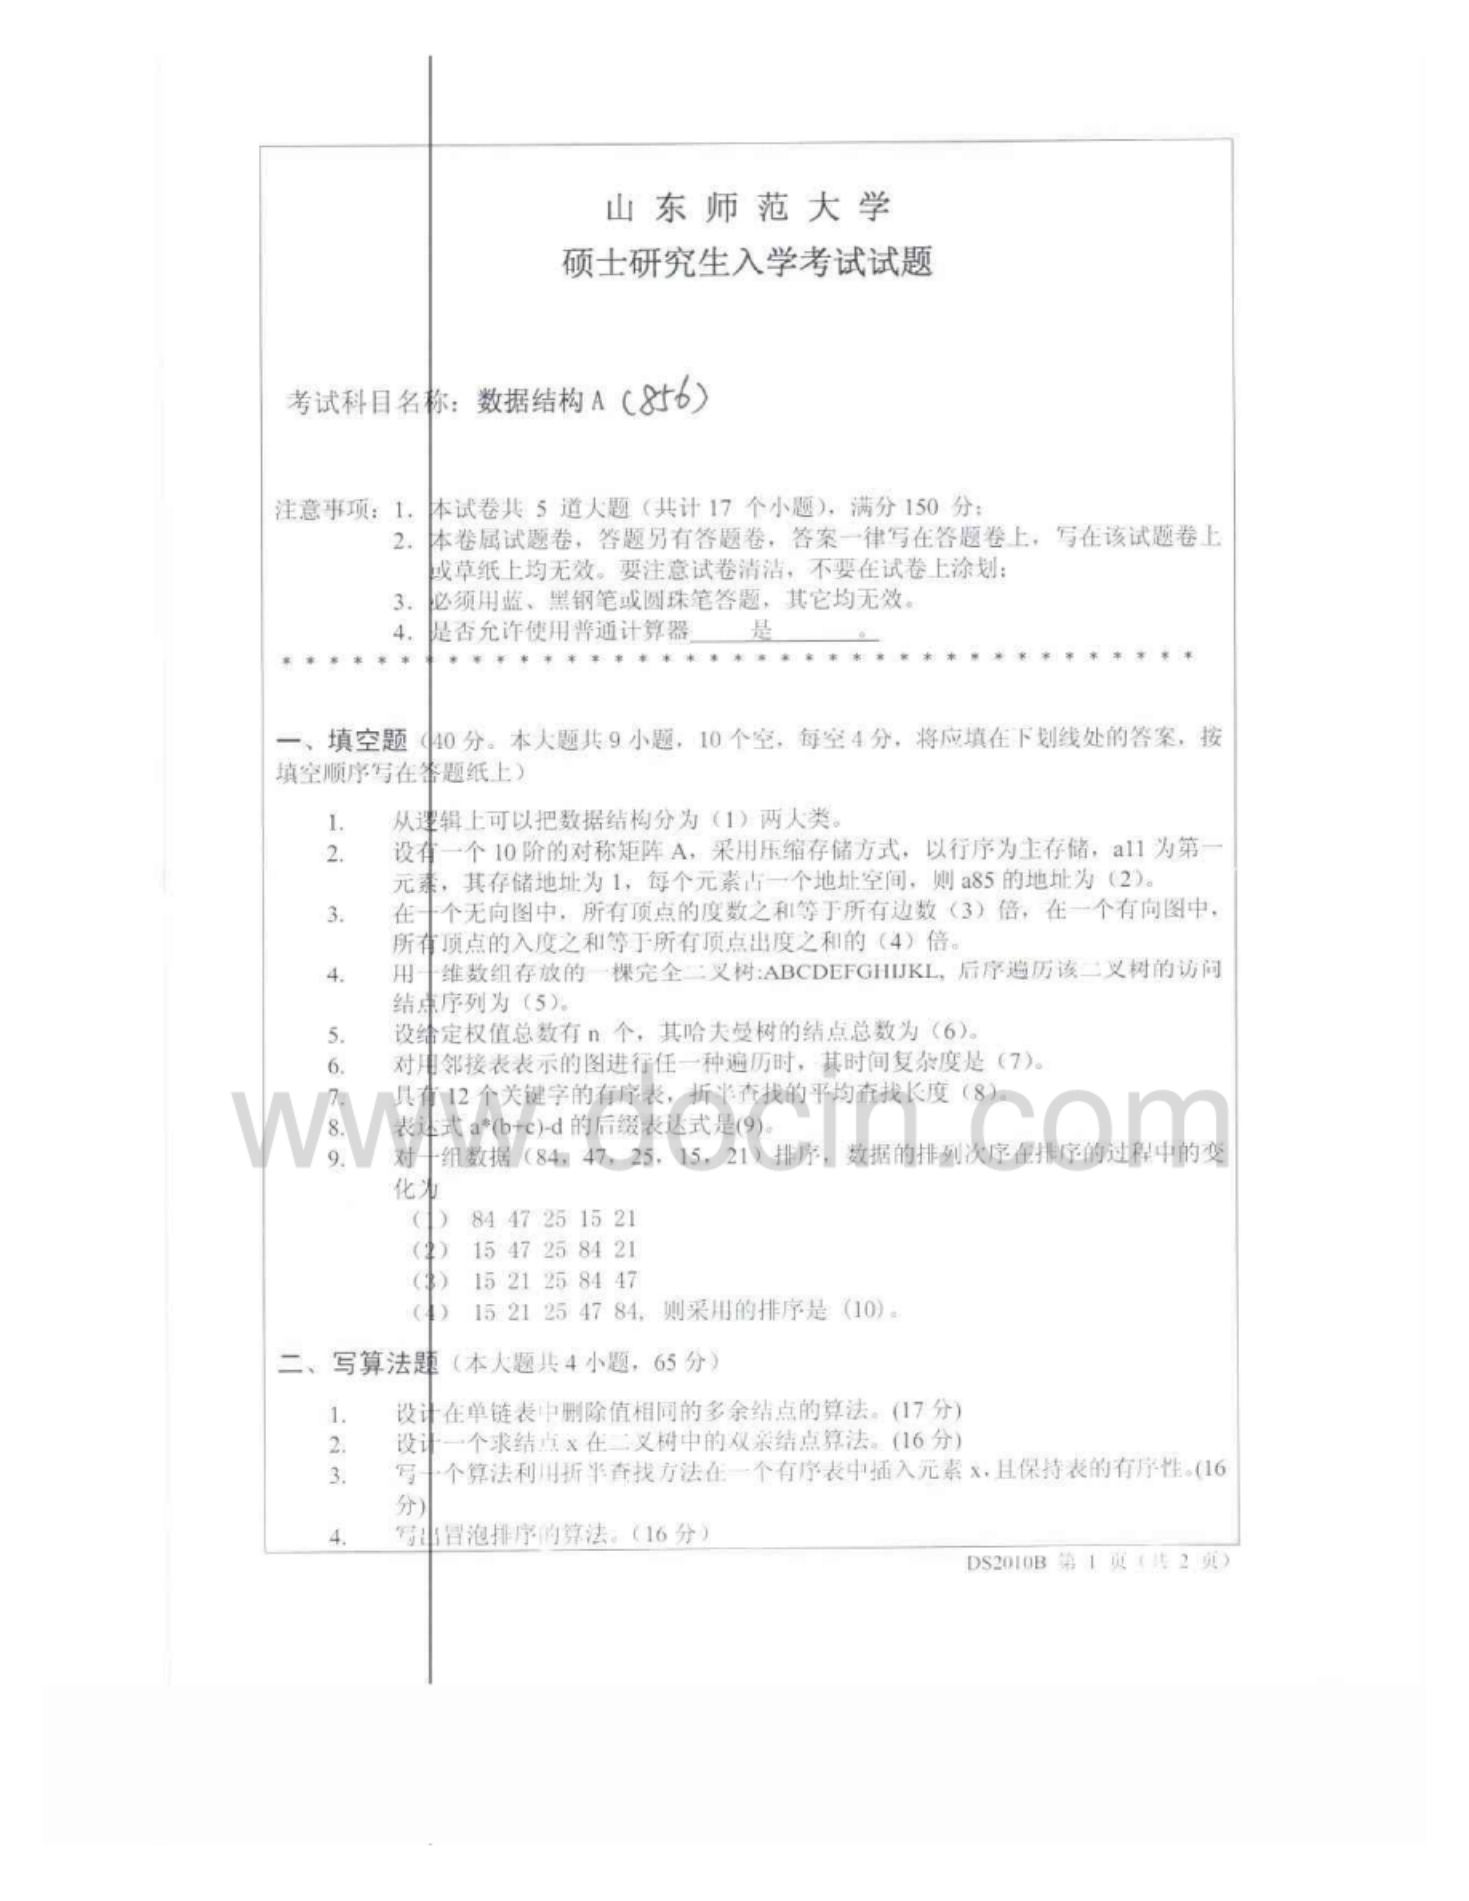 山 东 师 范 大 学
硕士研究生入学考试试题
考试科目名称：数据结构 A (856)
注意事项：1. 本试卷共 5 道大题（共计 17 个小题），满分 150 分；
2. 本卷属试题卷，答题另有答题卷，答案一律写在答题卷上，写在该试题卷上
或草纸上均无效。要注意试卷清洁，不要在试卷上涂划；
3. 必须用蓝、黑钢笔或圆珠笔答题，其它均无效。
4. 是否允许使用普通计算器 是 。
* * * * * * * * * * * * * * * * * * * * * * * * * * * * * * * * * * * * * * *
一、填空题（40 分。本大题共 9 小题，10 个空，每空 4 分，将应填在下划线处的答案，按
填空顺序写在答题纸上）
1. 从逻辑上可以把数据结构分为（1）两大类。
2. 设有一个 10 阶的对称矩阵 A，采用压缩存储方式，以行序为主存储，a11 为第一
元素，其存储地址为 1，每个元素占一个地址空间，则 a85 的地址为（2）。
3. 在一个无向图中，所有顶点的度数之和等于所有边数（3）倍，在一个有向图中，
所有顶点的入度之和等于所有顶点出度之和的（4）倍。
4. 用一维数组存放的一棵完全二叉树:ABCDEFGHIJKL, 后序遍历该二叉树的访问
结点序列为（5）。
5. 设给定权值总数有 n 个，其哈夫曼树的结点总数为（6）。
6. 对用邻接表表示的图进行任一种遍历时，其时间复杂度是（7）。
7. 具有 12 个关键字的有序表，折半查找的平均查找长度（8）。
8. 表达式 a*(b+c)-d 的后缀表达式是(9)。
9. 对一组数据（84，47，25，15，21）排序，数据的排列次序在排序的过程中的变
化为
（1） 84 47 25 15 21
（2） 15 47 25 84 21
（3） 15 21 25 84 47
（4） 15 21 25 47 84, 则采用的排序是（10）。
二、写算法题（本大题共 4 小题，65 分）
1. 设计在单链表中删除值相同的多余结点的算法。(17 分)
2. 设计一个求结点 x 在二叉树中的双亲结点算法。(16 分)
3. 写一个算法利用折半查找方法在一个有序表中插入元素 x，且保持表的有序性。(16
分)
4. 写出冒泡排序的算法。（16 分）
DS2010B 第 1 页（共 2 页）
www.docin.com